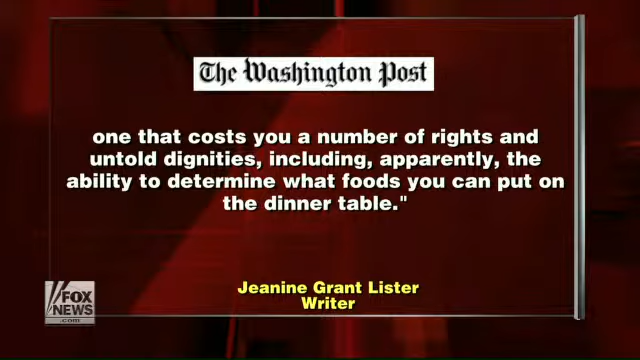 The Washington Post
one that costs you a number of rights and
untold dignities, including, apparently, the
ability to determine what foods you can put on
the dinner table."
Jeanine Grant Lister
Writer
FOX
NEWS
.com